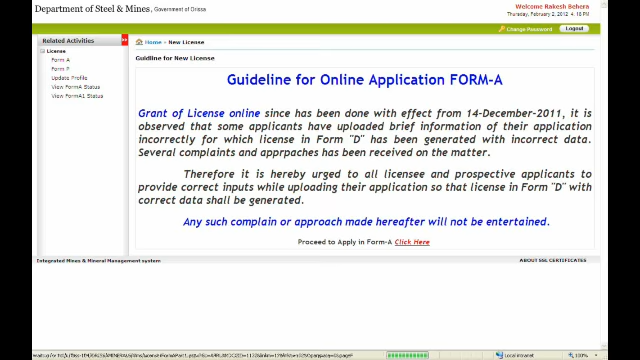 Department of Steel & Mines, Government of Orissa
Welcome Rakesh Behera
Thursday, February 2, 2012 4:18 PM
Change Password Logout
Related Activities
License
Form A
Form F
Update Profile
View FormA Status
View FormA1 Status
Home » New License
Guidline for New License
Guideline for Online Application FORM-A
Grant of License online since has been done with effect from 14-December-2011, it is
observed that some applicants have uploaded brief information of their application
incorrectly for which license in Form "D" has been generated with incorrect data.
Several complaints and apprpaches has been received on the matter.
Therefore it is hereby urged to all licensee and prospective applicants to
provide correct inputs while uploading their application so that license in Form "D" with
correct data shall be generated.
Any such complain or approach made hereafter will not be entertained.
Proceed to Apply in Form-A Click Here
Integrated Mines & Mineral Management system
ABOUT SSL CERTIFICATES
Local intranet
100%